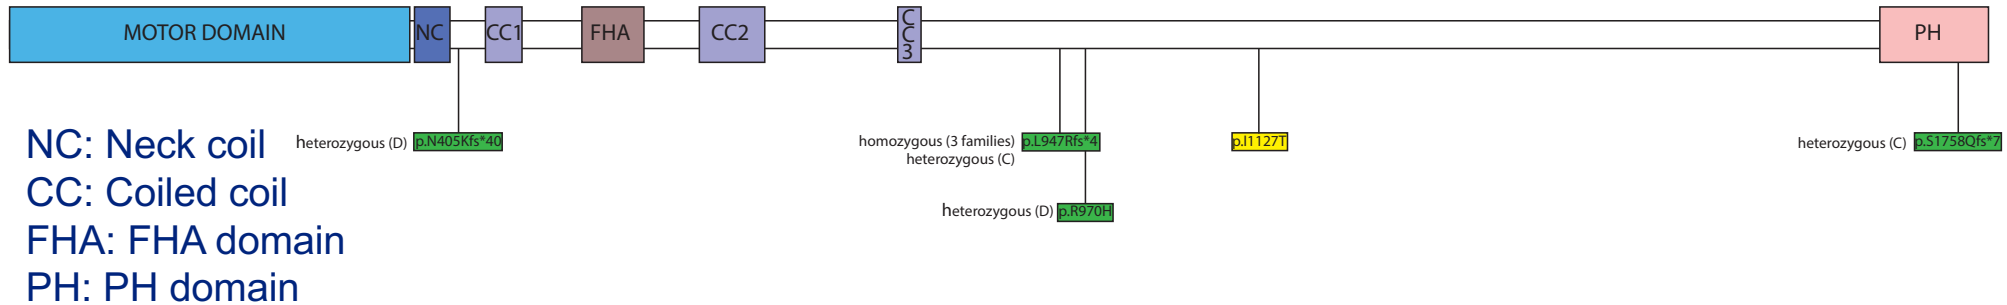 MOTOR DOMAIN
NC
CC1
FHA
CC2
C
C
3
PH
heterozygous (D) p.N405Kfs*40
homozygous (3 families) p.L947Rfs*4
heterozygous (C)
p.I1127T
heterozygous (C) p.S1758Qfs*7
heterozygous (D) p.R970H
NC: Neck coil
CC: Coiled coil
FHA: FHA domain
PH: PH domain